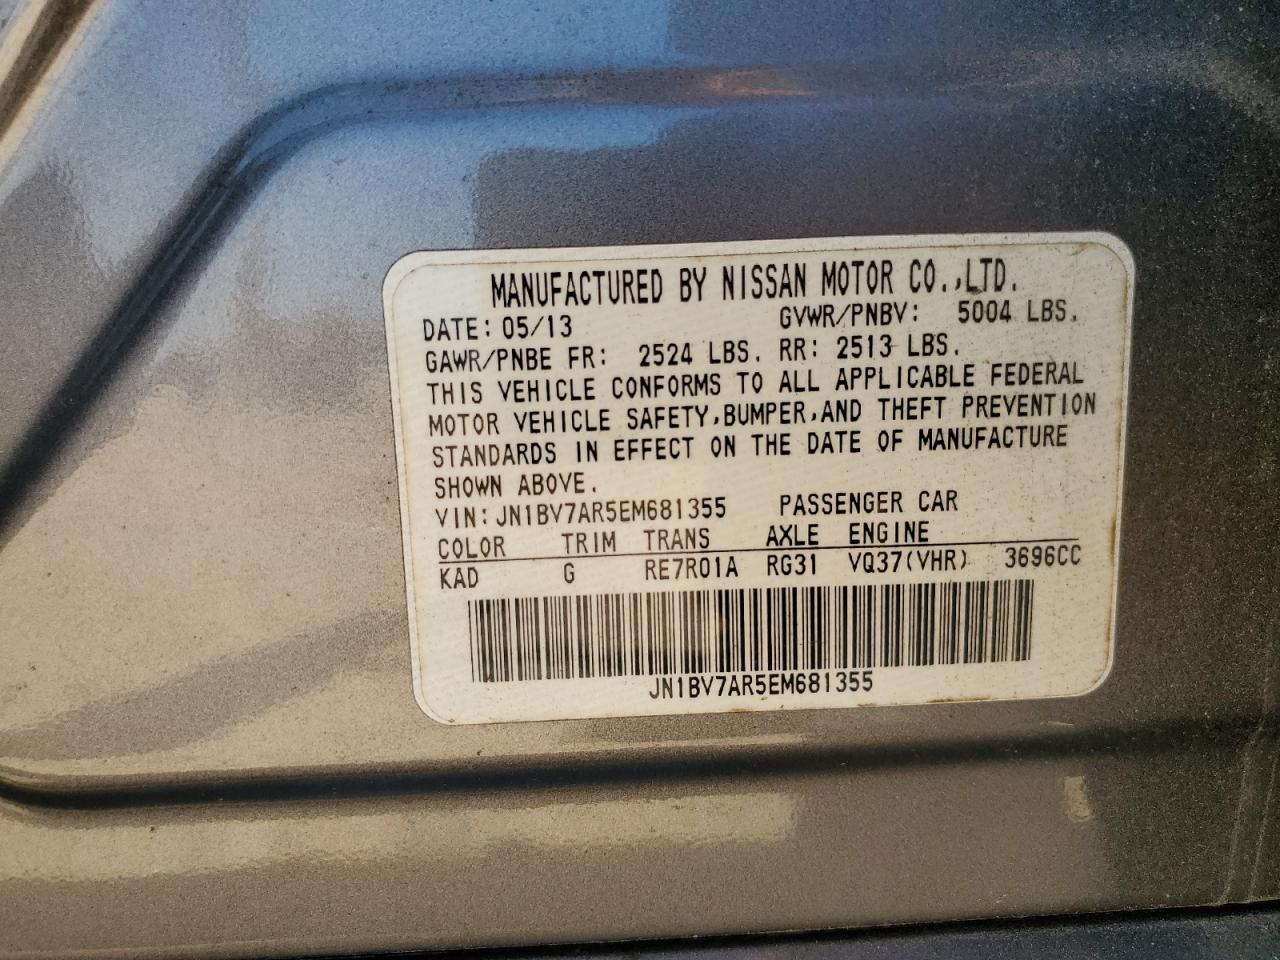 MANUFACTURED BY NISSAN MOTOR CO.,LTD.
DATE: 05/13 GVWR/PNBV: 5004 LBS.
GAWR/PNBE FR: 2524 LBS. RR: 2513 LBS.
THIS VEHICLE CONFORMS TO ALL APPLICABLE FEDERAL
MOTOR VEHICLE SAFETY,BUMPER,AND THEFT PREVENTION
STANDARDS IN EFFECT ON THE DATE OF MANUFACTURE
SHOWN ABOVE.
VIN: JN1BV7AR5EM681355 PASSENGER CAR
COLOR TRIM TRANS AXLE ENGINE
KAD G RE7R01A RG31 VQ37(VHR) 3696CC
JN1BV7AR5EM681355